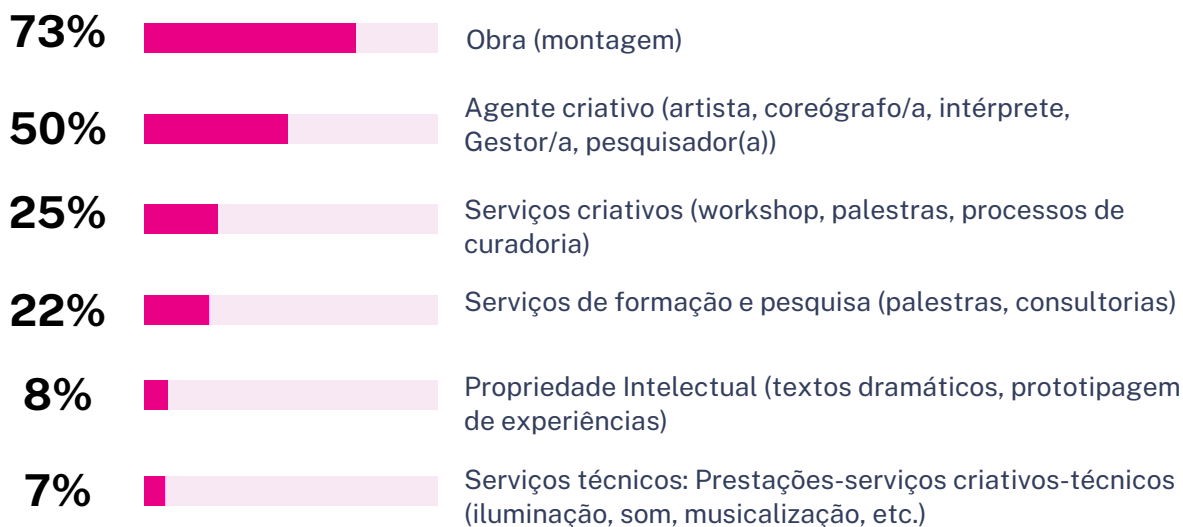 73%
Obra (montagem)
50%
Agente criativo (artista, coreógrafo/a, intérprete,
Gestor/a, pesquisador(a))
25%
Serviços criativos (workshop, palestras, processos de
curadoria)
22%
Serviços de formação e pesquisa (palestras, consultorias)
8%
Propriedade Intelectual (textos dramáticos, prototipagem
de experiências)
7%
Serviços técnicos: Prestações-serviços criativos-técnicos
(iluminação, som, musicalização, etc.)